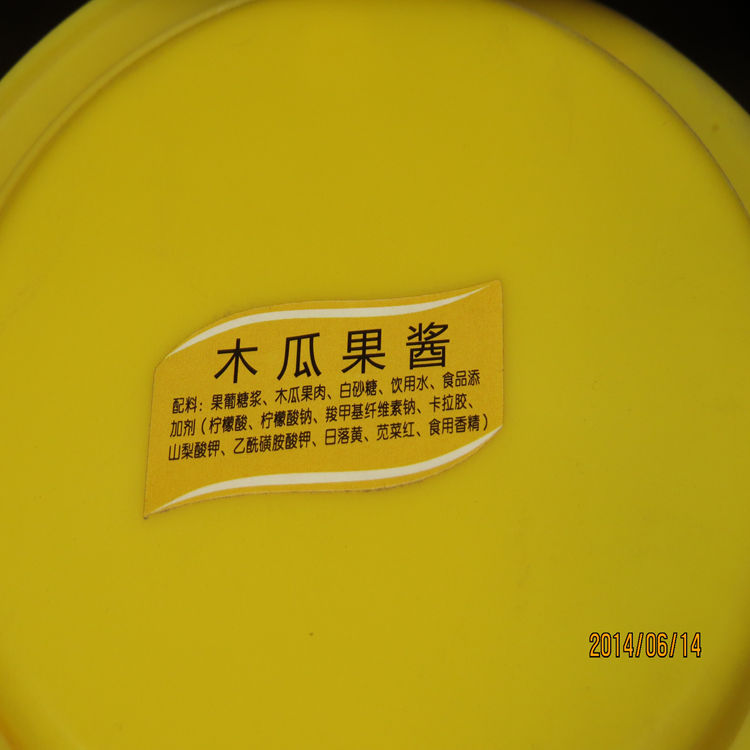 木瓜果酱
配料：果葡糖浆、木瓜果肉、白砂糖、饮用水、食品添
加剂（柠檬酸、柠檬酸钠、羧甲基纤维素钠、卡拉胶、
山梨酸钾、乙酰磺胺酸钾、日落黄、苋菜红、食用香精）
2014/06/14